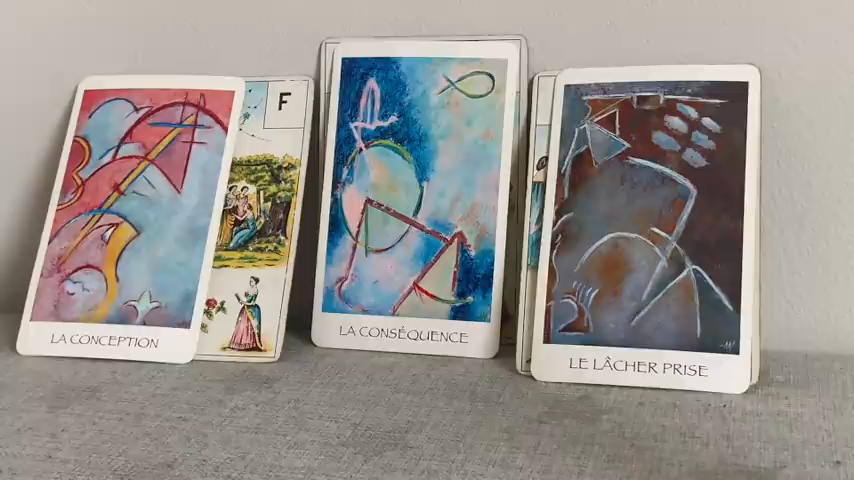 F
LA CONCEPTION
LA CONSÉQUENCE
LE LÂCHER PRISE